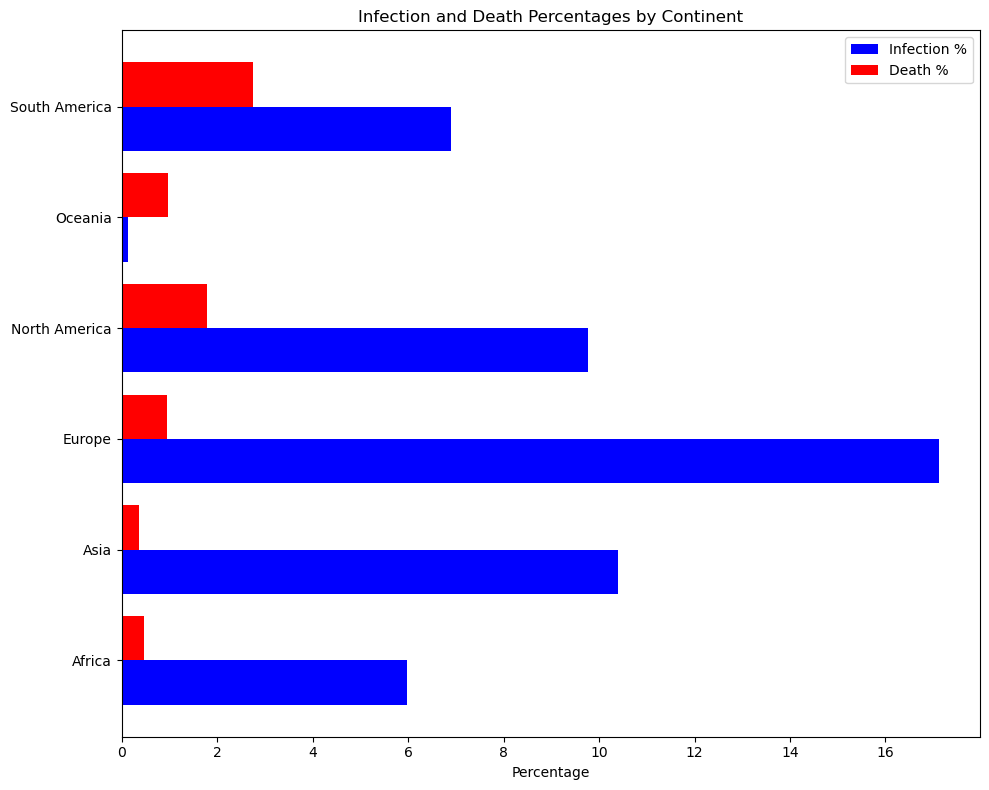 Infection and Death Percentages by Continent
Infection %
Death %
South America
Oceania
North America
Europe
Asia
Africa
0 2 4 6 8 10 12 14 16
Percentage